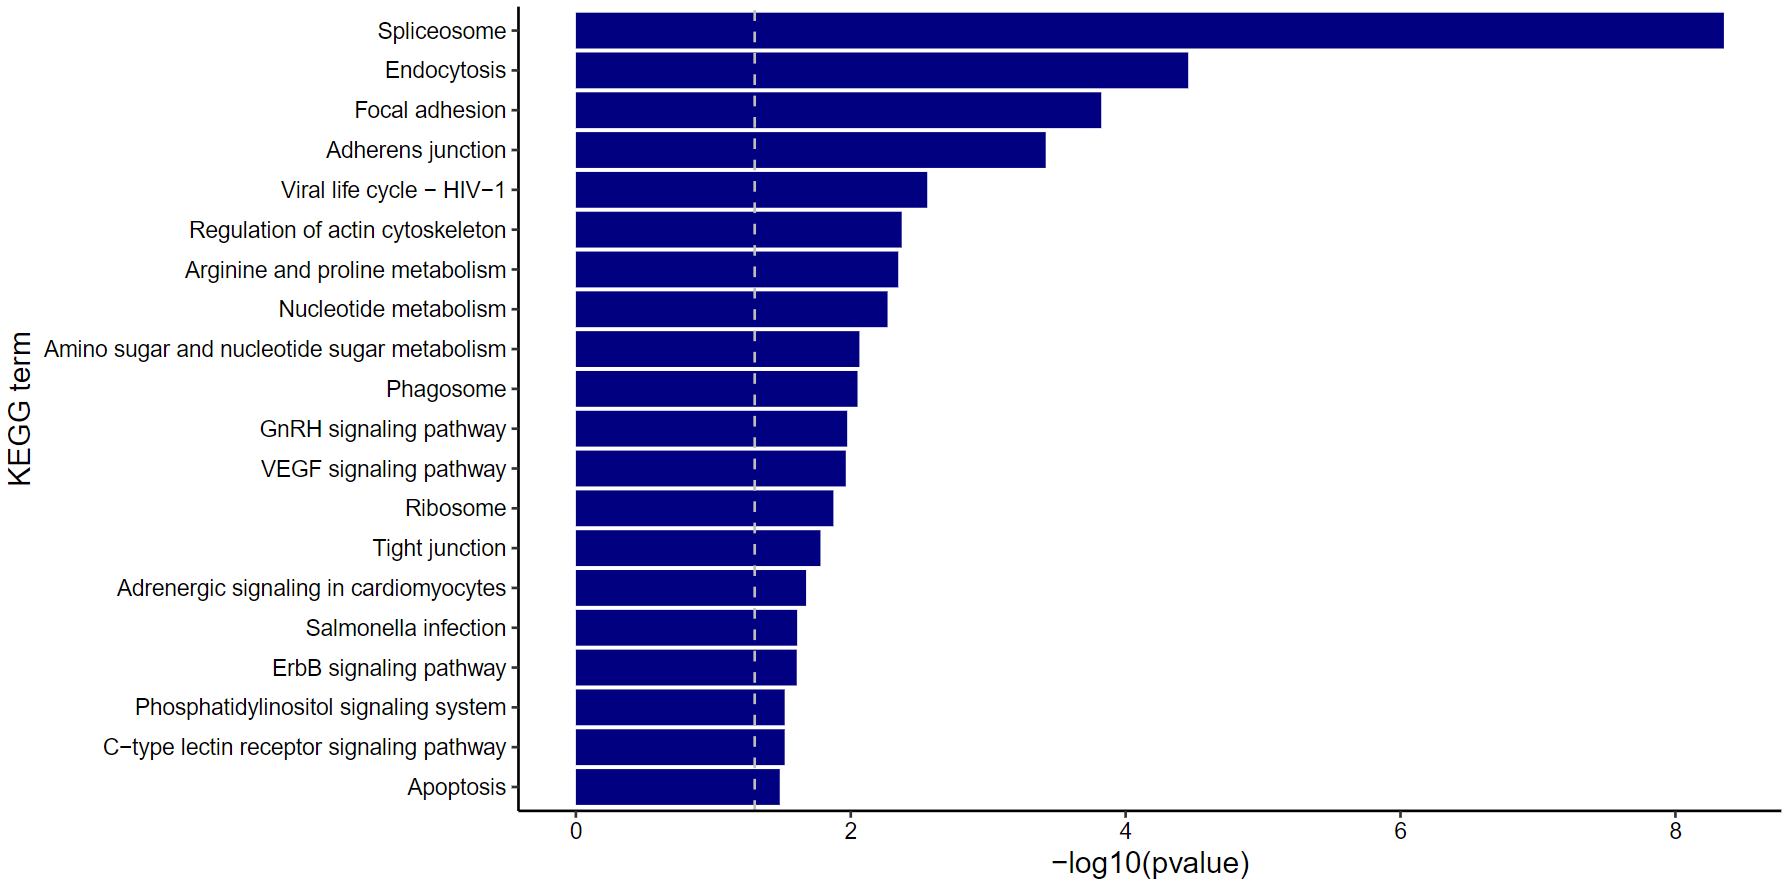 Spliceosome
Endocytosis
Focal adhesion
Adherens junction
Viral life cycle − HIV−1
Regulation of actin cytoskeleton
Arginine and proline metabolism
Nucleotide metabolism
Amino sugar and nucleotide sugar metabolism
Phagosome
GnRH signaling pathway
VEGF signaling pathway
Ribosome
Tight junction
Adrenergic signaling in cardiomyocytes
Salmonella infection
ErbB signaling pathway
Phosphatidylinositol signaling system
C−type lectin receptor signaling pathway
Apoptosis
KEGG term
0 2 4 6 8
−log10(pvalue)